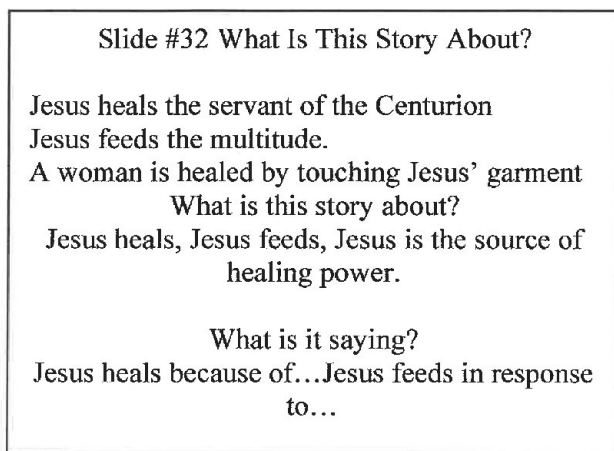 Slide #32 What Is This Story About?
Jesus heals the servant of the Centurion
Jesus feeds the multitude.
A woman is healed by touching Jesus’ garment
What is this story about?
Jesus heals, Jesus feeds, Jesus is the source of
healing power.
What is it saying?
Jesus heals because of…Jesus feeds in response
to…